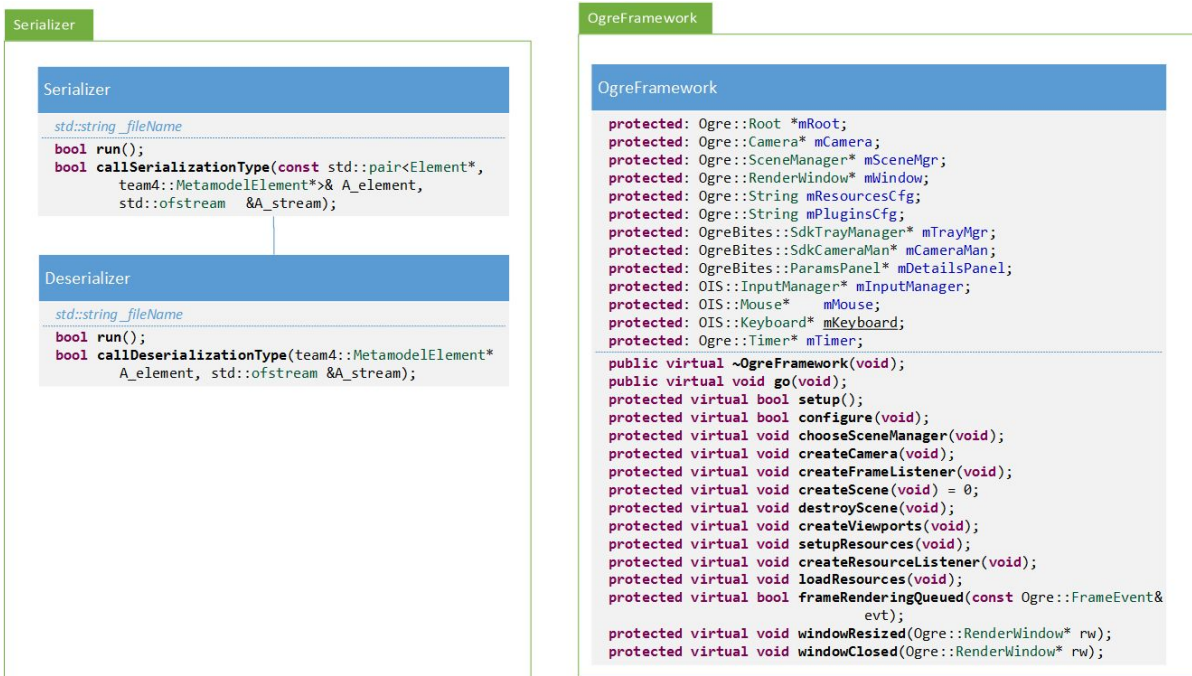 Serializer
Serializer
std::string _fileName
bool run();
bool callSerializationType(const std::pair<Element*,
team4::MetamodelElement*>& A_element,
std::ofstream &A_stream);
Deserializer
std::string _fileName
bool run();
bool callDeserializationType(team4::MetamodelElement*
A_element, std::ofstream &A_stream);
OgreFramework
OgreFramework
protected: Ogre::Root *mRoot;
protected: Ogre::Camera* mCamera;
protected: Ogre::SceneManager* mSceneMgr;
protected: Ogre::RenderWindow* mWindow;
protected: Ogre::String mResourcesCfg;
protected: Ogre::String mPluginsCfg;
protected: OgreBites::SdkTrayManager* mTrayMgr;
protected: OgreBites::SdkCameraMan* mCameraMan;
protected: OgreBites::ParamsPanel* mDetailsPanel;
protected: OIS::InputManager* mInputManager;
protected: OIS::Mouse* mMouse;
protected: OIS::Keyboard* mKeyboard;
protected: Ogre::Timer* mTimer;
public virtual ~OgreFramework(void);
public virtual void go(void);
protected virtual bool setup();
protected virtual bool configure(void);
protected virtual void chooseSceneManager(void);
protected virtual void createCamera(void);
protected virtual void createFrameListener(void);
protected virtual void createScene(void) = 0;
protected virtual void destroyScene(void);
protected virtual void createViewports(void);
protected virtual void setupResources(void);
protected virtual void createResourceListener(void);
protected virtual void loadResources(void);
protected virtual bool frameRenderingQueued(const Ogre::FrameEvent&
evt);
protected virtual void windowResized(Ogre::RenderWindow* rw);
protected virtual void windowClosed(Ogre::RenderWindow* rw);